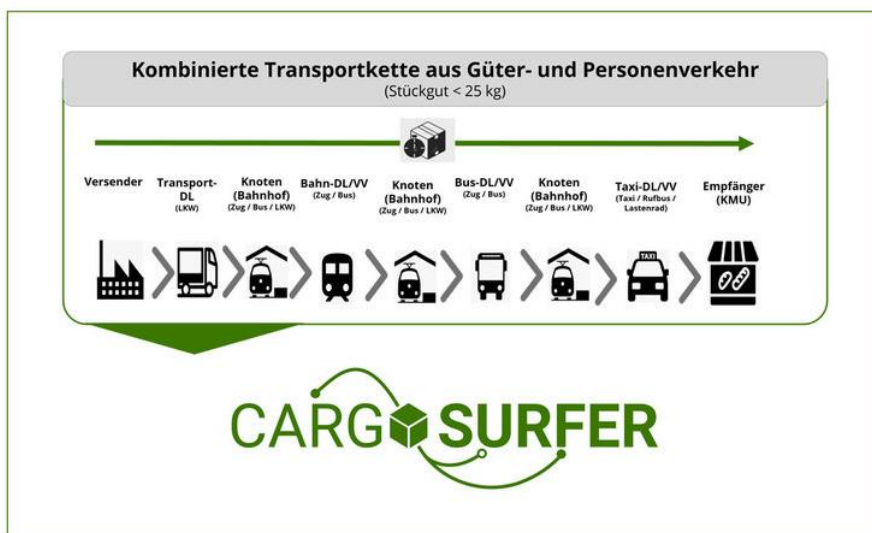 Kombinierte Transportkette aus Güter- und Personenverkehr
(Stückgut < 25 kg)
Versender
Transport-
DL
(LKW)
Knoten
(Bahnhof)
(Zug / Bus / LKW)
Bahn-DL/VV
(Zug / Bus)
Knoten
(Bahnhof)
(Zug / Bus / LKW)
Bus-DL/VV
(Zug / Bus)
Knoten
(Bahnhof)
(Zug / Bus / LKW)
Taxi-DL/VV
(Taxi / Rufbus /
Lastenrad)
Empfänger
(KMU)
TAXI
CARGO SURFER